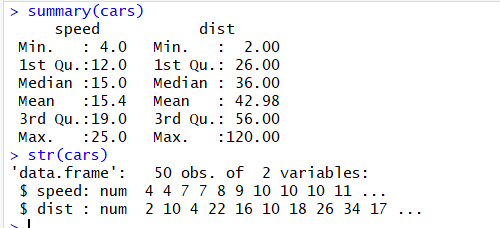 > summary(cars)
     speed           dist
 Min.   : 4.0   Min.   :  2.00
 1st Qu.:12.0   1st Qu.: 26.00
 Median :15.0   Median : 36.00
 Mean   :15.4   Mean   : 42.98
 3rd Qu.:19.0   3rd Qu.: 56.00
 Max.   :25.0   Max.   :120.00
> str(cars)
'data.frame':   50 obs. of  2 variables:
 $ speed: num  4 4 7 7 8 9 10 10 10 11 ...
 $ dist : num  2 10 4 22 16 10 18 26 34 17 ...
>